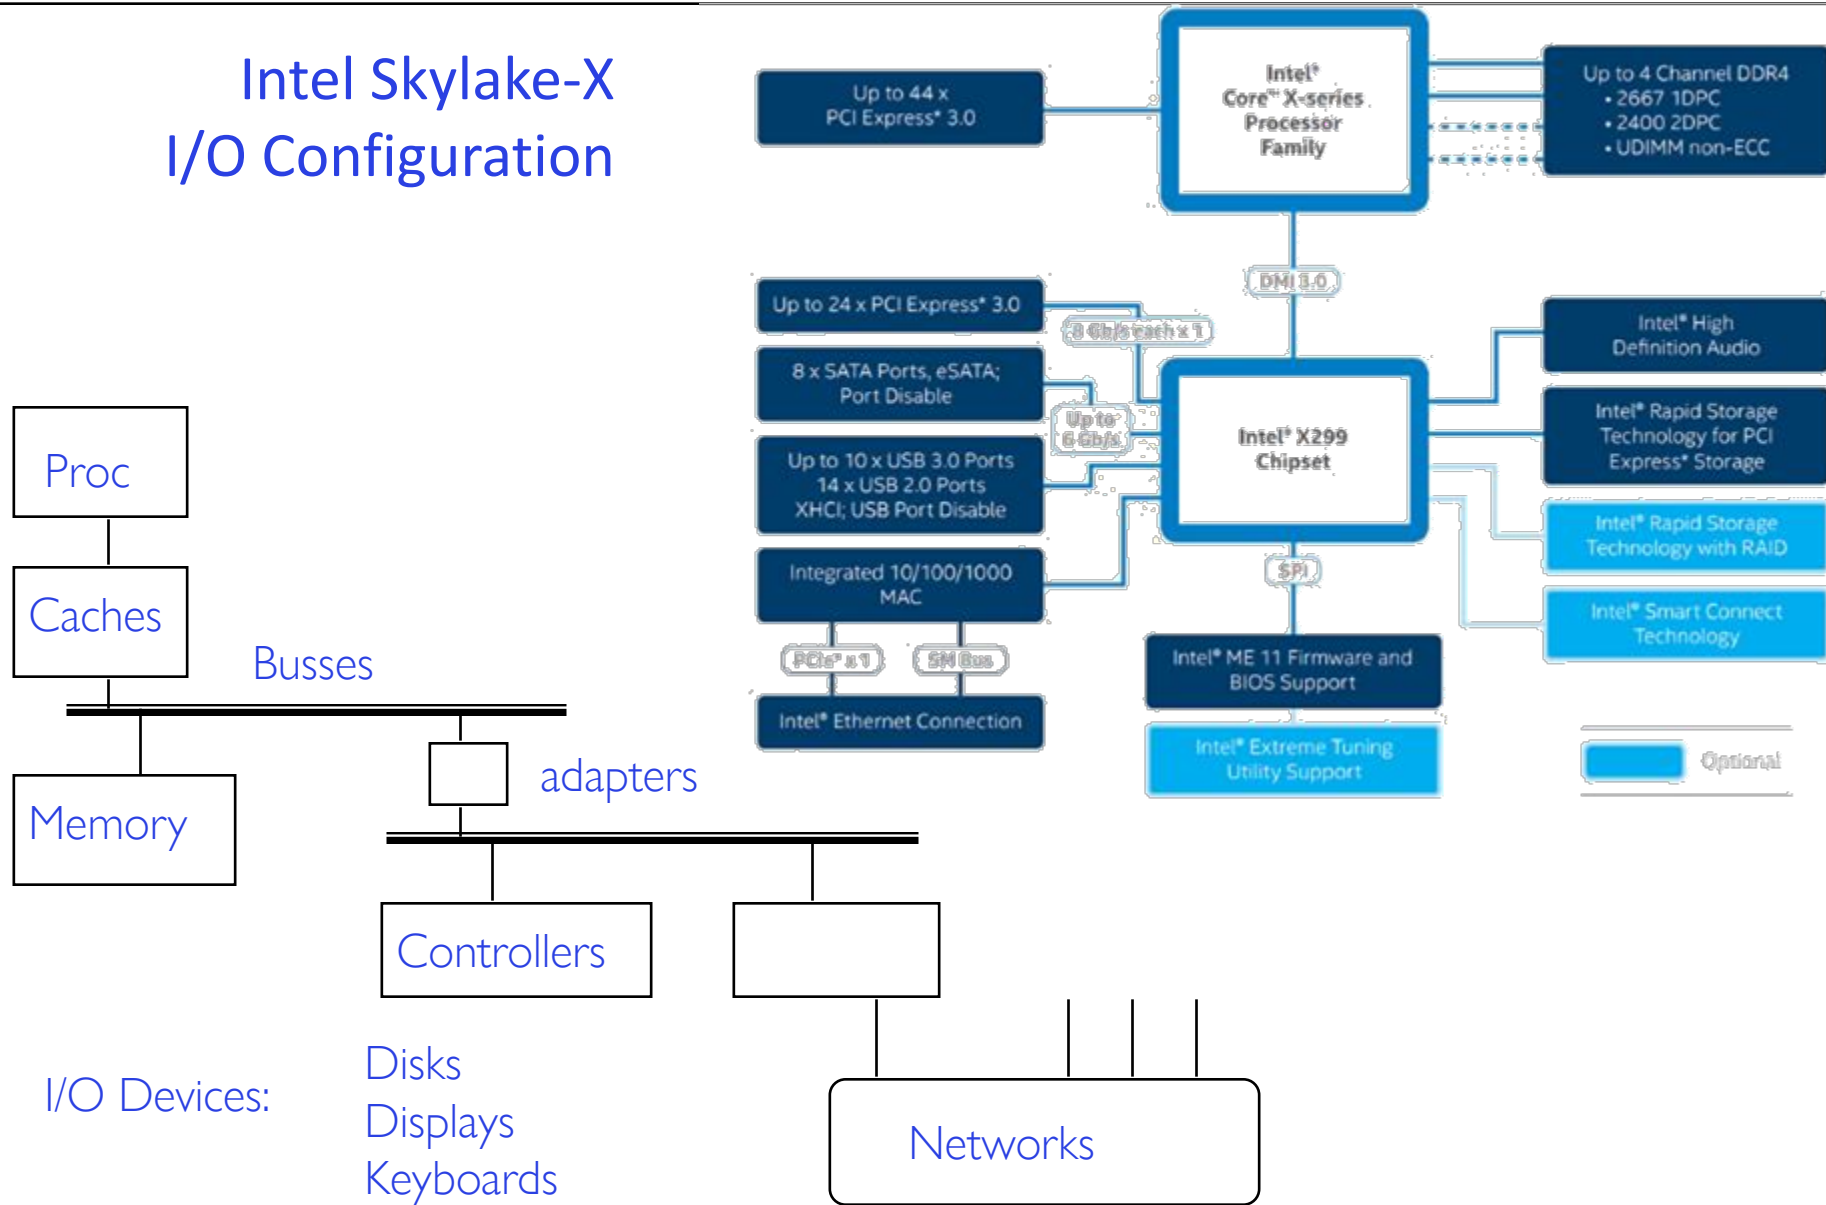 Intel Skylake-X
I/O Configuration
Up to 44 x
PCI Express* 3.0
Intel®
Core™ X-series
Processor
Family
Up to 4 Channel DDR4
• 2667 1DPC
• 2400 2DPC
• UDIMM non-ECC
DMI 3.0
Up to 24 x PCI Express* 3.0
8 Gb/s each x 1
8 x SATA Ports, eSATA;
Port Disable
Up to
6 Gb/s
Up to 10 x USB 3.0 Ports
14 x USB 2.0 Ports
XHCI; USB Port Disable
Integrated 10/100/1000
MAC
PCIe* x 1
SM Bus
Intel® Ethernet Connection
Intel® X299
Chipset
SPI
Intel® ME 11 Firmware and
BIOS Support
Intel® Extreme Tuning
Utility Support
Intel® High
Definition Audio
Intel® Rapid Storage
Technology for PCI
Express* Storage
Intel® Rapid Storage
Technology with RAID
Intel® Smart Connect
Technology
Optional
Proc
Caches
Busses
Memory
adapters
Controllers
I/O Devices:
Disks
Displays
Keyboards
Networks